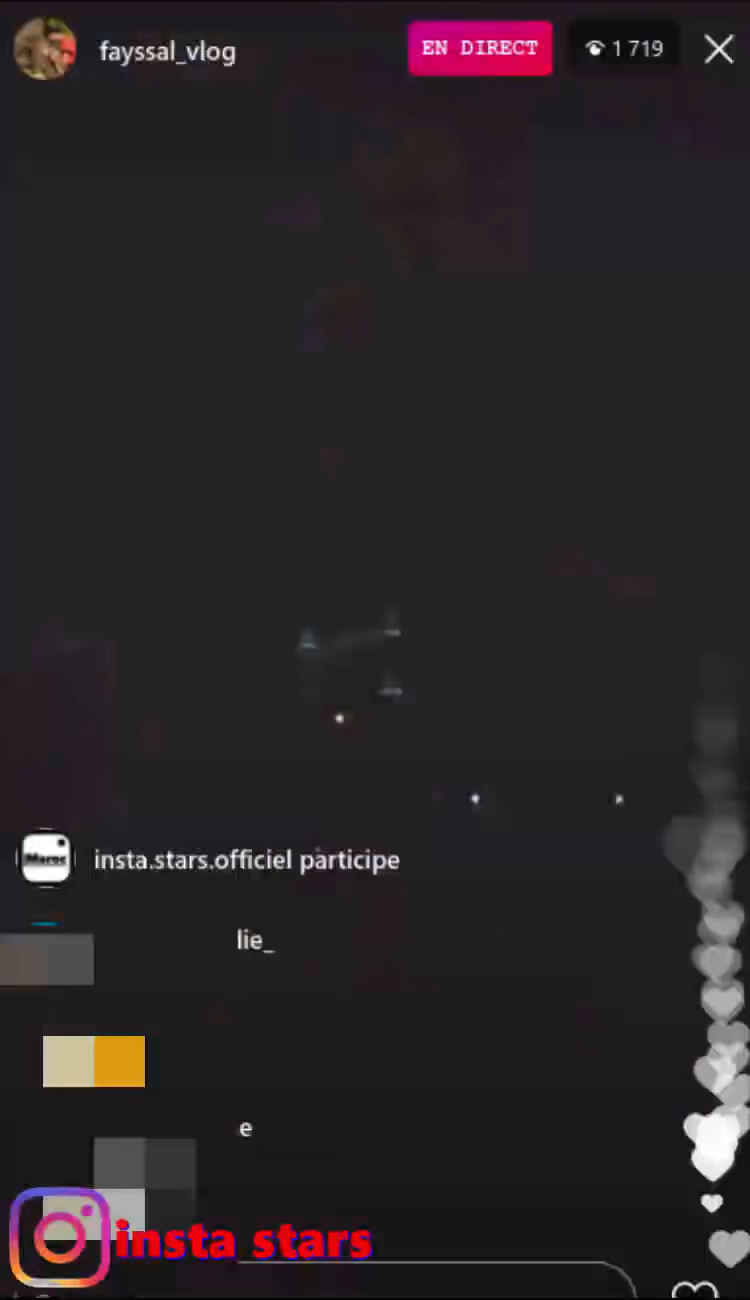 fayssal_vlog
EN DIRECT
1 719
insta.stars.officiel participe
lie_
e
insta stars